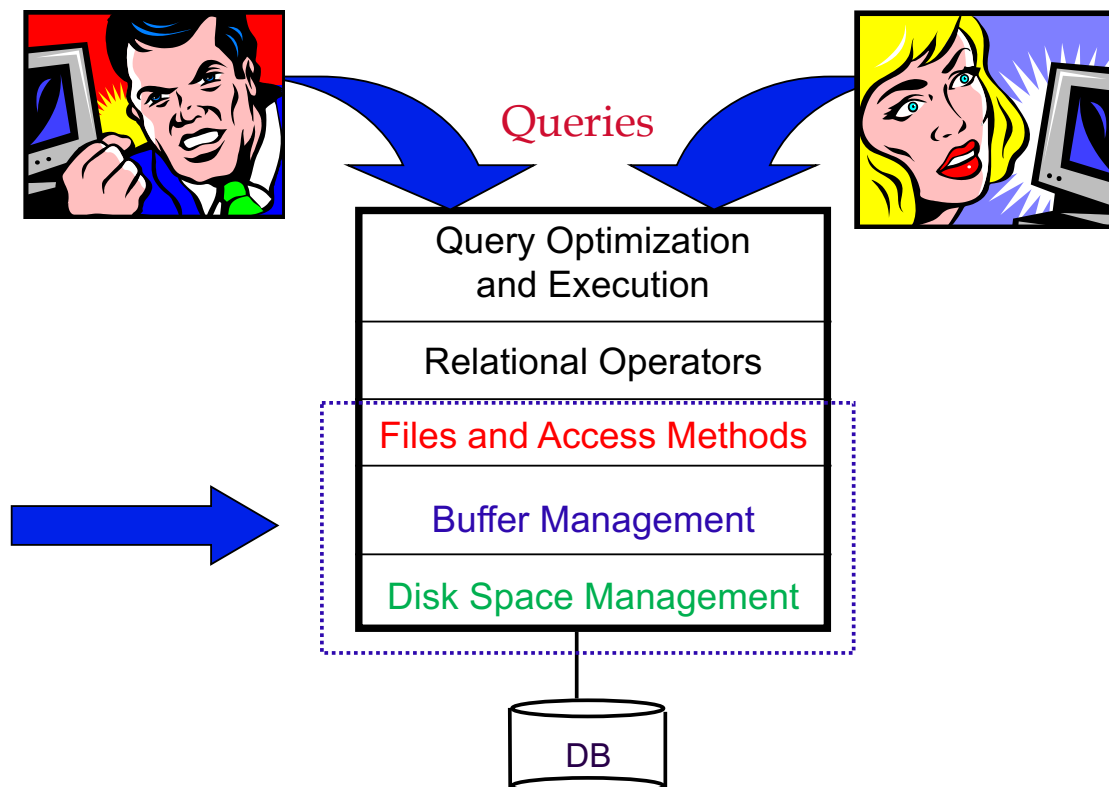 Queries
Query Optimization
and Execution
Relational Operators
Files and Access Methods
Buffer Management
Disk Space Management
DB